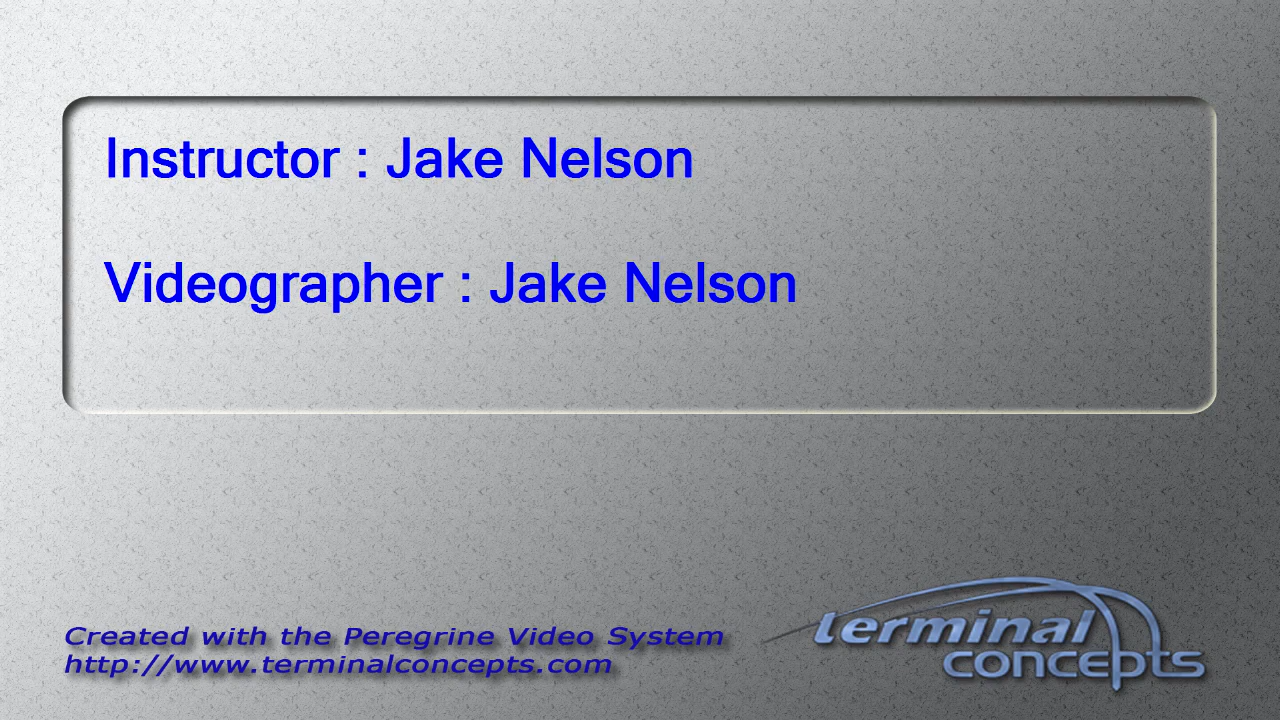 Instructor : Jake Nelson
Videographer : Jake Nelson
Created with the Peregrine Video System
http://www.terminalconcepts.com
terminal
concepts